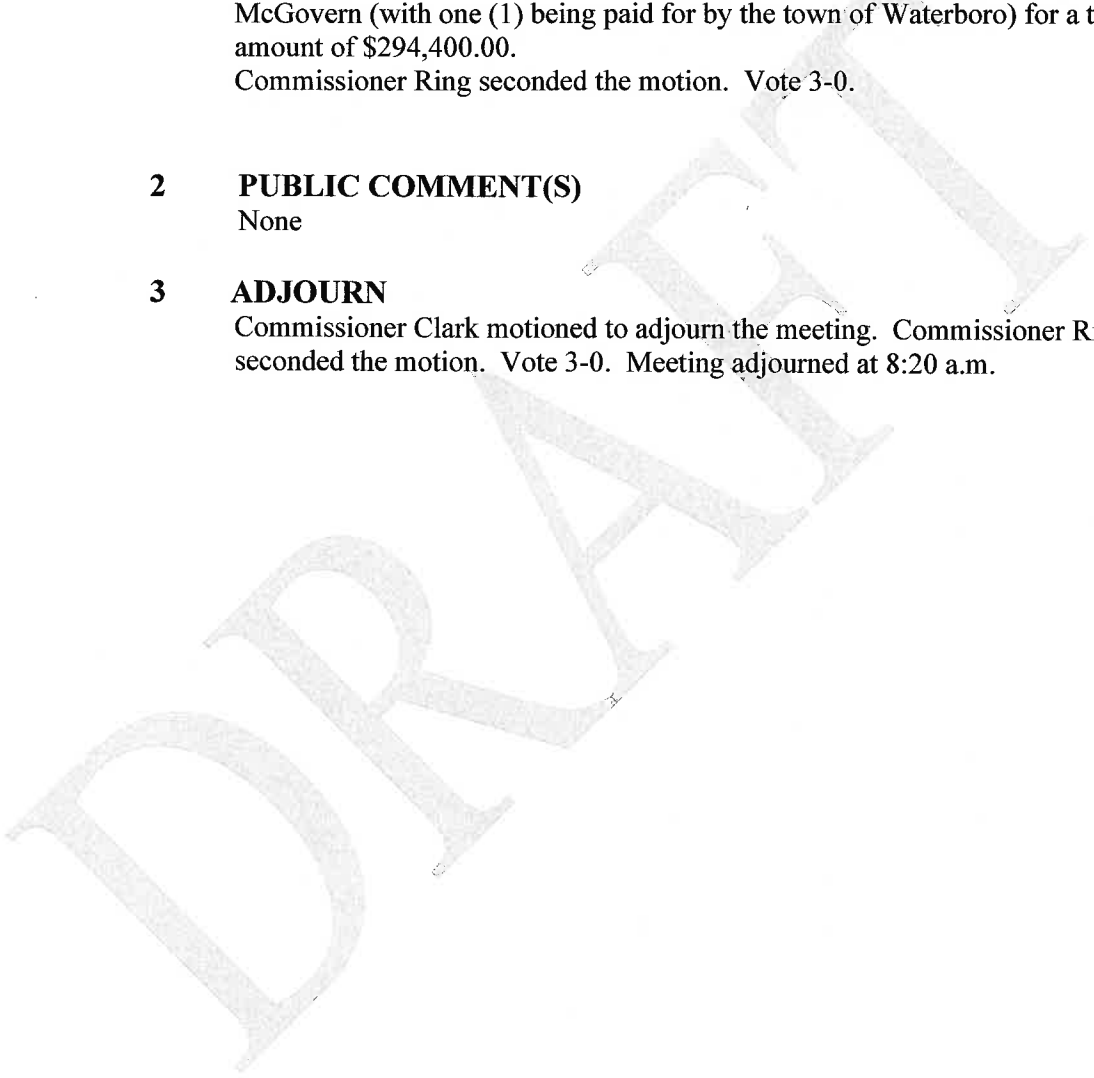 McGovern (with one (1) being paid for by the town of Waterboro) for a t
amount of $294,400.00.
Commissioner Ring seconded the motion. Vote 3-0.
2 PUBLIC COMMENT(S)
None
3 ADJOURN
Commissioner Clark motioned to adjourn the meeting. Commissioner R
seconded the motion. Vote 3-0. Meeting adjourned at 8:20 a.m.
DRAFT